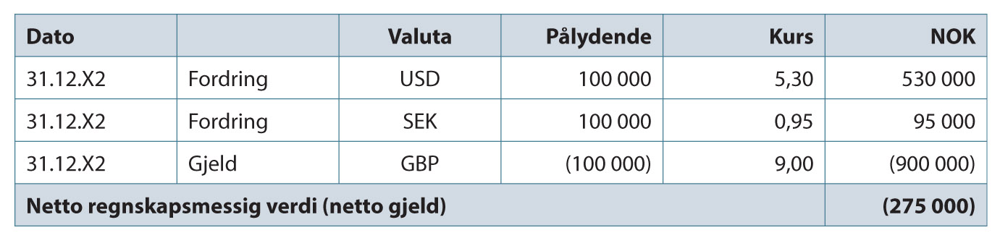 Dato Valuta Pålydende Kurs NOK
31.12.X2 Fordring USD 100 000 5,30 530 000
31.12.X2 Fordring SEK 100 000 0,95 95 000
31.12.X2 Gjeld GBP (100 000) 9,00 (900 000)
Netto regnskapsmessig verdi (netto gjeld) (275 000)